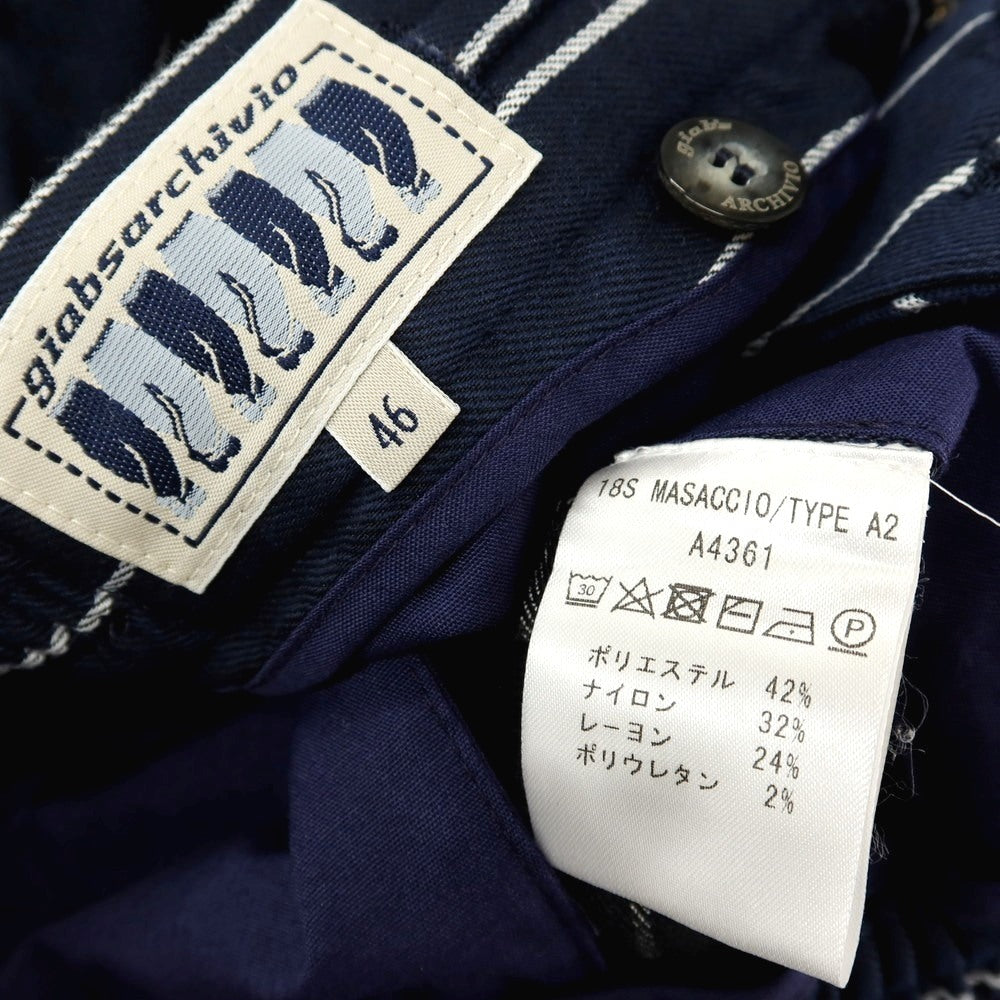 giabsarchivio
46
giab's
ARCHIVIO
18S MASACCIO/TYPE A2
A4361
30
P
ポリエステル 42%
ナイロン 32%
レーヨン 24%
ポリウレタン 2%